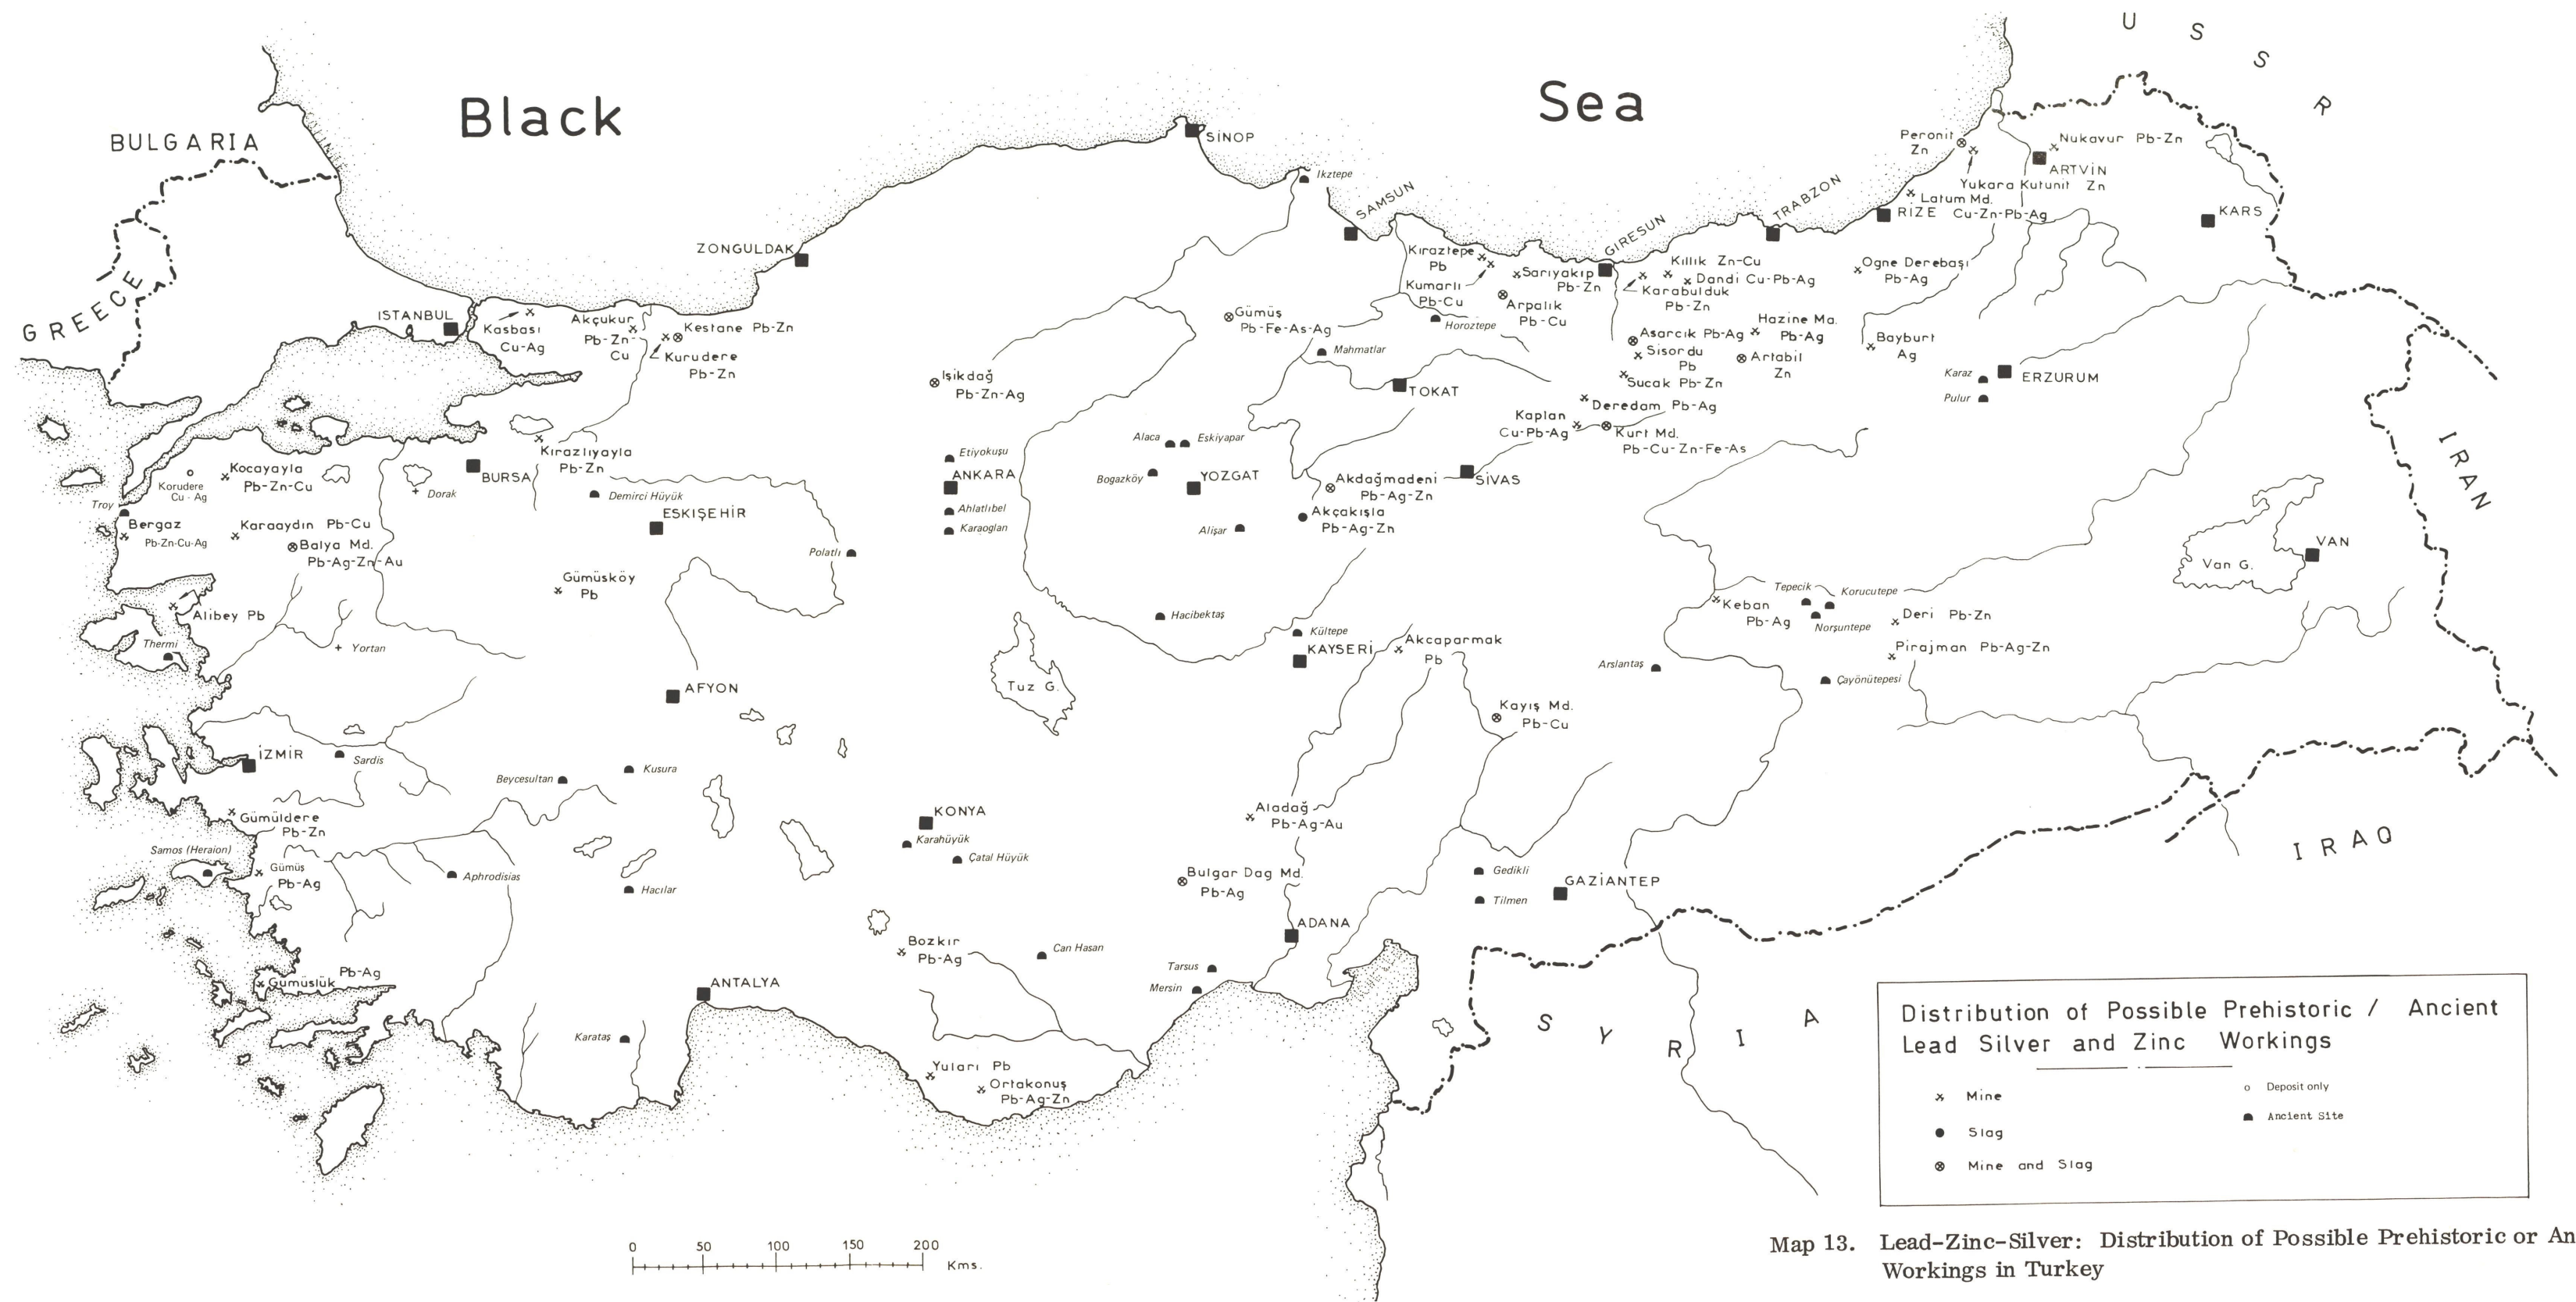 U S S R
Black
Sea
BULGARIA
GREECE
SİNOP
Ikztepe
SAMSUN
ZONGULDAK
ISTANBUL
Kasbası
Cu-Ag
Akçukur
Pb-Zn-
Cu
Kestane Pb-Zn
Kurudere
Pb-Zn
Peronit
Zn
Nukavur Pb-Zn
ARTVİN
Yukara Kutunit Zn
Latum Md.
RİZE Cu-Zn-Pb-Ag
KARS
TRABZON
GIRESUN
Kıraztepe
Pb
Kumarlı
Pb-Cu
Sarıyakıp
Pb-Zn
Arpalık
Pb-Cu
Kıllık Zn-Cu
Dandi Cu-Pb-Ag
Karabulduk
Pb-Zn
Ogne Derebaşı
Pb-Ag
Gümüş
Pb-Fe-As-Ag
Horoztepe
Mahmatlar
Asarcık Pb-Ag
Hazine Ma.
Pb-Ag
Sisordu
Pb
Artabil
Zn
Sucak Pb-Zn
Bayburt
Ag
Karaz
ERZURUM
Pulur
Işıkdağ
Pb-Zn-Ag
TOKAT
Deredam Pb-Ag
Kaplan
Cu-Pb-Ag
Kurt Md.
Pb-Cu-Zn-Fe-As
Kırazlıyayla
Pb-Zn
Kocayayla
Pb-Zn-Cu
Korudere
Cu - Ag
BURSA
Dorak
Demirci Hüyük
Etiyokuşu
ANKARA
Ahlatlıbel
Karaoglan
Alaca
Eskiyapar
Bogazköy
YOZGAT
Alişar
Akdağmadeni
Pb-Ag-Zn
SİVAS
Akçakışla
Pb-Ag-Zn
IRAN
Troy
Bergaz
Pb-Zn-Cu-Ag
Karaaydın Pb-Cu
Balya Md.
Pb-Ag-Zn-Au
ESKIŞEHİR
Polatlı
Gümüsköy
Pb
Alibey Pb
Thermi
Yortan
Hacibektaş
Kültepe
KAYSERİ
Akcaparmak
Pb
Keban
Pb-Ag
Tepecik
Korucutepe
Norşuntepe
Deri Pb-Zn
Pirajman Pb-Ag-Zn
Van G.
VAN
Arslantaş
Çayönütepesi
AFYON
Tuz G.
Kayış Md.
Pb-Cu
İZMİR
Sardis
Beycesultan
Kusura
Gümüldere
Pb-Zn
Samos (Heraion)
Gümüş
Pb-Ag
Aphrodisias
Hacılar
KONYA
Karahüyük
Çatal Hüyük
Aladağ
Pb-Ag-Au
Bulgar Dag Md.
Pb-Ag
Gedikli
Tilmen
GAZİANTEP
IRAQ
ADANA
Bozkır
Pb-Ag
Can Hasan
Tarsus
Mersin
Pb-Ag
Gümüslük
ANTALYA
Karataş
Yuları Pb
Ortakonuş
Pb-Ag-Zn
S Y R I A
Distribution of Possible Prehistoric / Ancient
Lead Silver and Zinc Workings
Mine
Slag
Mine and Slag
Deposit only
Ancient Site
0 50 100 150 200
Kms.
Map 13. Lead-Zinc-Silver: Distribution of Possible Prehistoric or An
Workings in Turkey